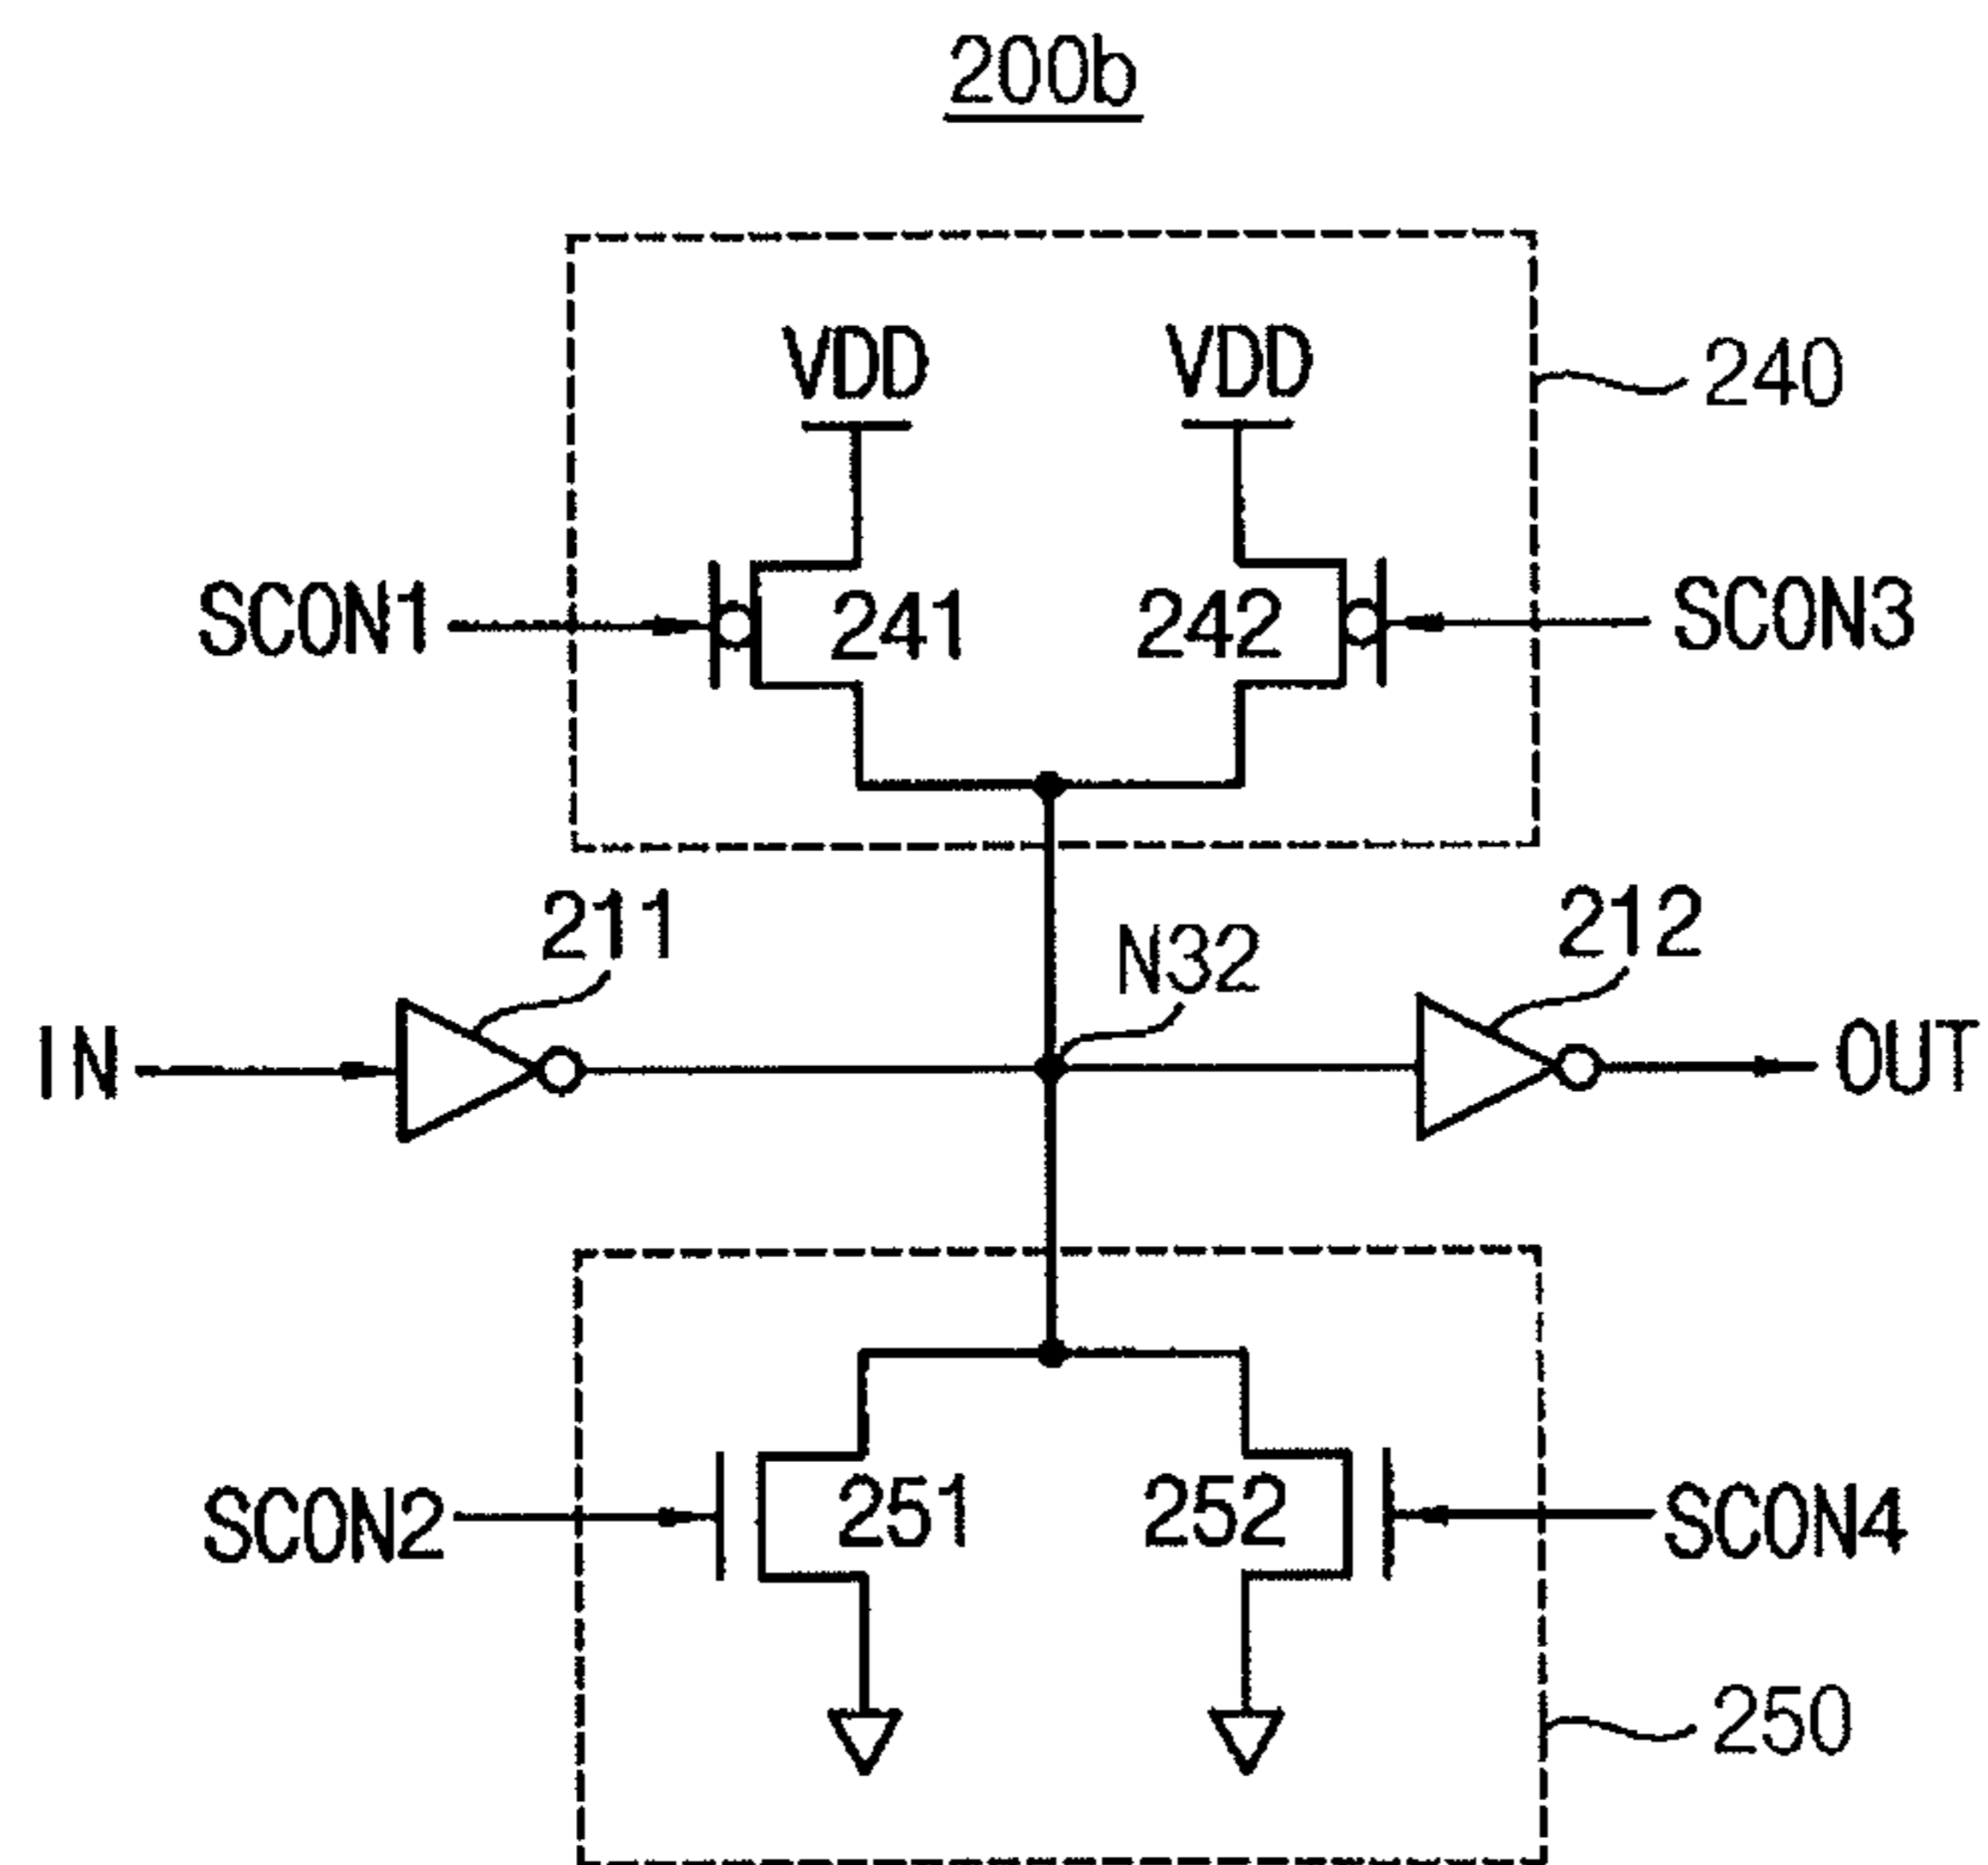 200b
VDD VDD
240
SCON1 241 242 SCON3
211 N32 212
IN OUT
SCON2 251 252 SCON4
250